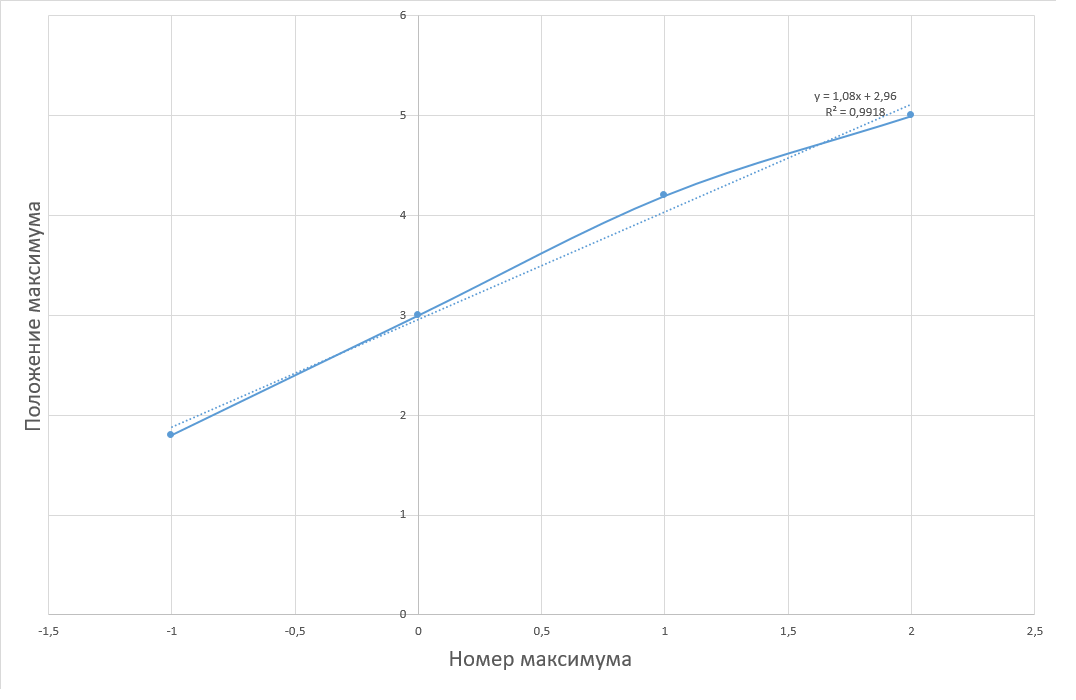 6
y = 1,08x + 2,96
R² = 0,9918
5
4
3
2
1
0
-1,5 -1 -0,5 0 0,5 1 1,5 2 2,5
Положение максимума
Номер максимума